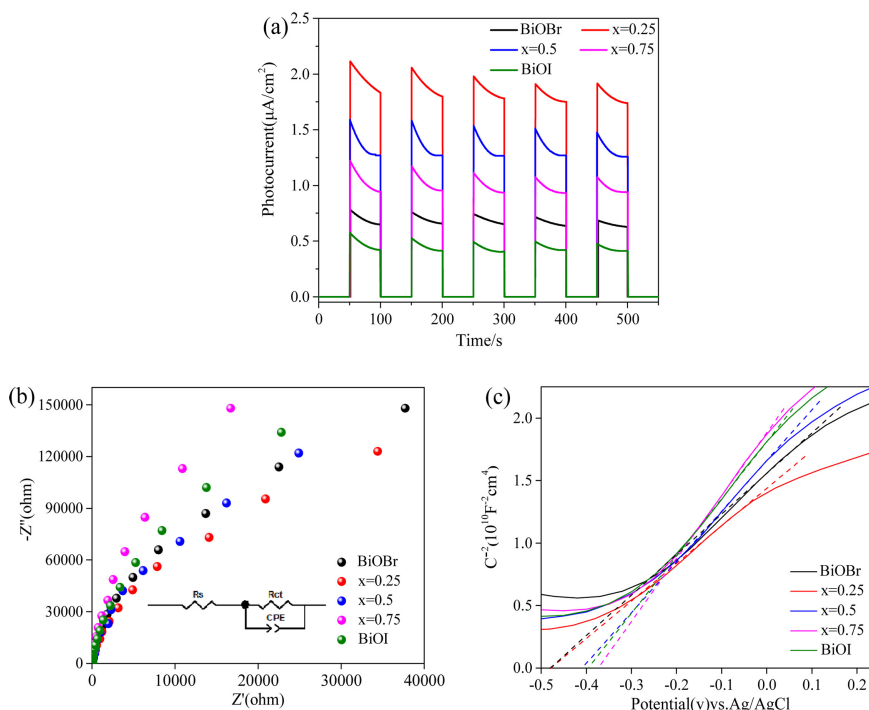 (a)
BiOBr
x=0.25
x=0.5
x=0.75
BiOI
Photocurrent(μA/cm²)
2.5
2.0
1.5
1.0
0.5
0.0
0 100 200 300 400 500
Time/s
(b)
-Z"(ohm)
150000
120000
90000
60000
30000
0
0 10000 20000 30000 40000
Z'(ohm)
Rs
Rct
CPE
BiOBr
x=0.25
x=0.5
x=0.75
BiOI
(c)
C⁻²(10¹⁰F⁻²cm⁴)
2.0
1.5
1.0
0.5
0.0
-0.5 -0.4 -0.3 -0.2 -0.1 0.0 0.1 0.2
Potential(v)vs.Ag/AgCl
BiOBr
x=0.25
x=0.5
x=0.75
BiOI